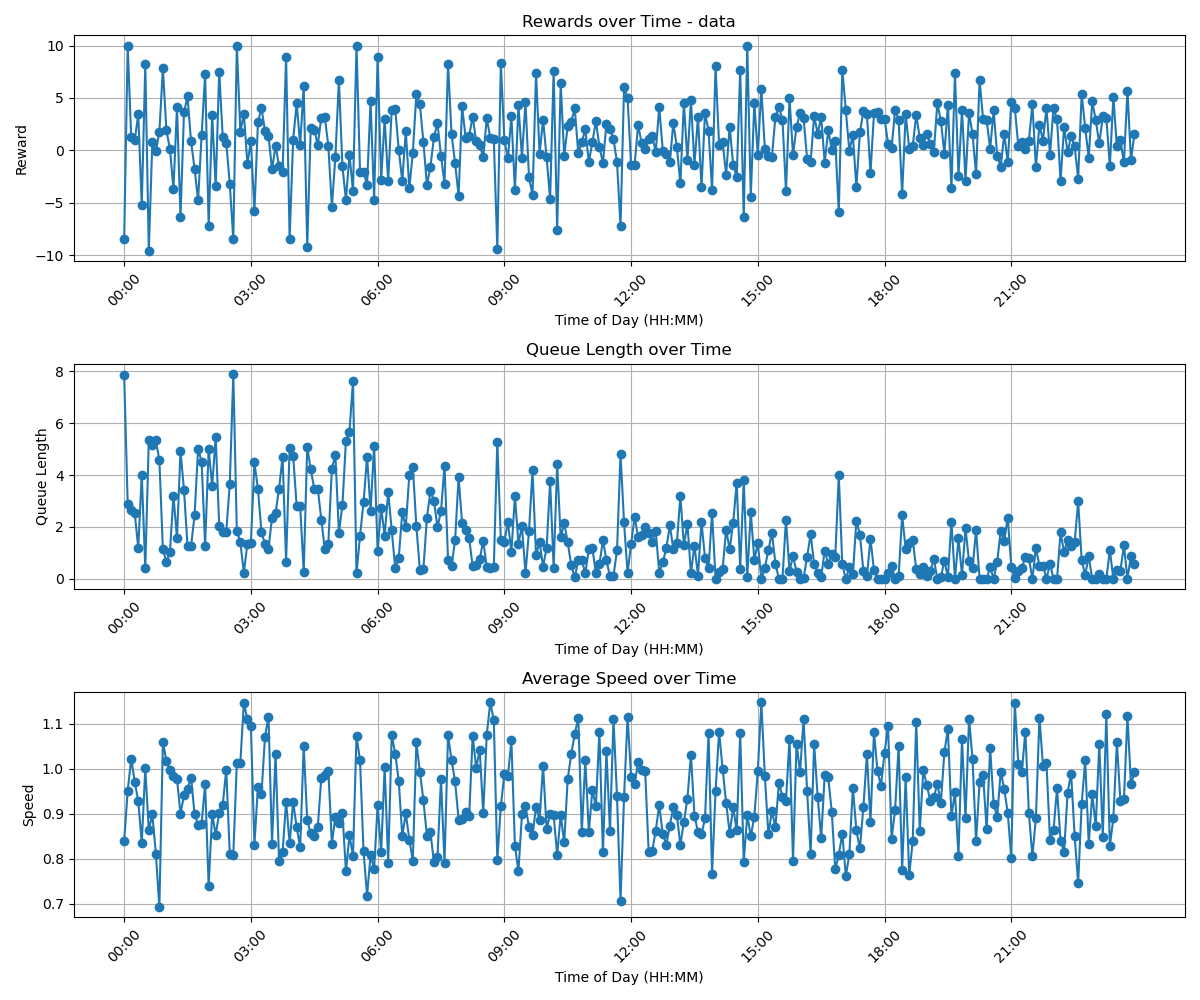 Rewards over Time - data
10
5
0
−5
−10
Reward
00:00 03:00 06:00 09:00 12:00 15:00 18:00 21:00
Time of Day (HH:MM)
Queue Length over Time
8
6
4
2
0
Queue Length
00:00 03:00 06:00 09:00 12:00 15:00 18:00 21:00
Time of Day (HH:MM)
Average Speed over Time
1.1
1.0
0.9
0.8
0.7
Speed
00:00 03:00 06:00 09:00 12:00 15:00 18:00 21:00
Time of Day (HH:MM)